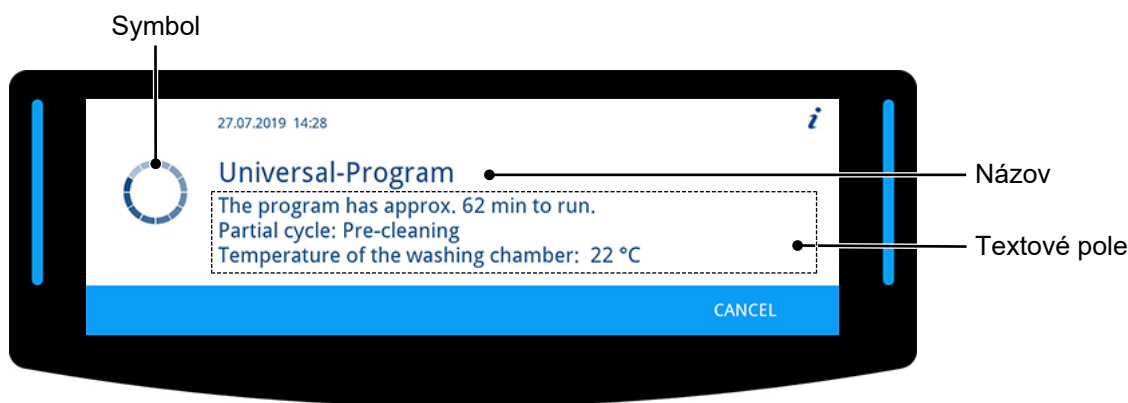 Symbol
27.07.2019 14:28
i
Universal-Program
Názov
The program has approx. 62 min to run.
Partial cycle: Pre-cleaning
Textové pole
Temperature of the washing chamber: 22 °C
CANCEL